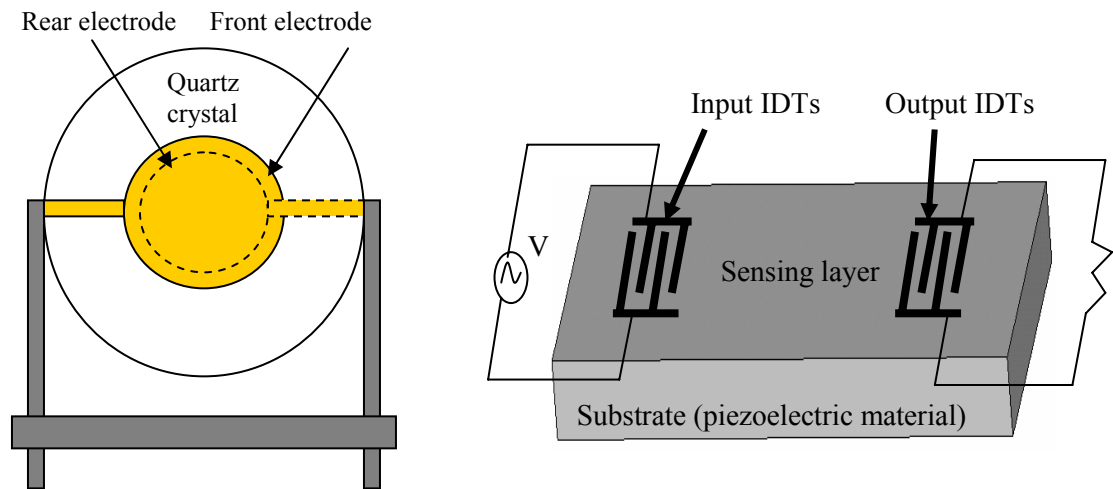 Rear electrode
Front electrode
Quartz
crystal
Input IDTs
Output IDTs
V
Sensing layer
Substrate (piezoelectric material)